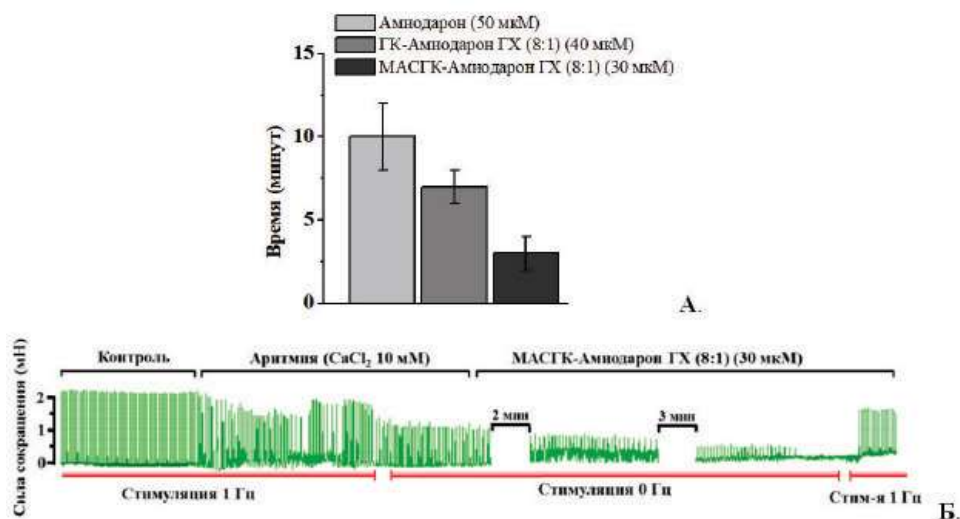 Амиодарон (50 мкМ)
ГК-Амиодарон ГХ (8:1) (40 мкМ)
МАСГК-Амиодарон ГХ (8:1) (30 мкМ)
Время (минут)
15
10
5
0
А.
Контроль
Аритмия (CaCl2 10 мМ)
МАСГК-Амиодарон ГХ (8:1) (30 мкМ)
Сила сокращения (мН)
2
1
0
2 мин
3 мин
Стимуляция 1 Гц
Стимуляция 0 Гц
Стим-я 1 Гц
Б.